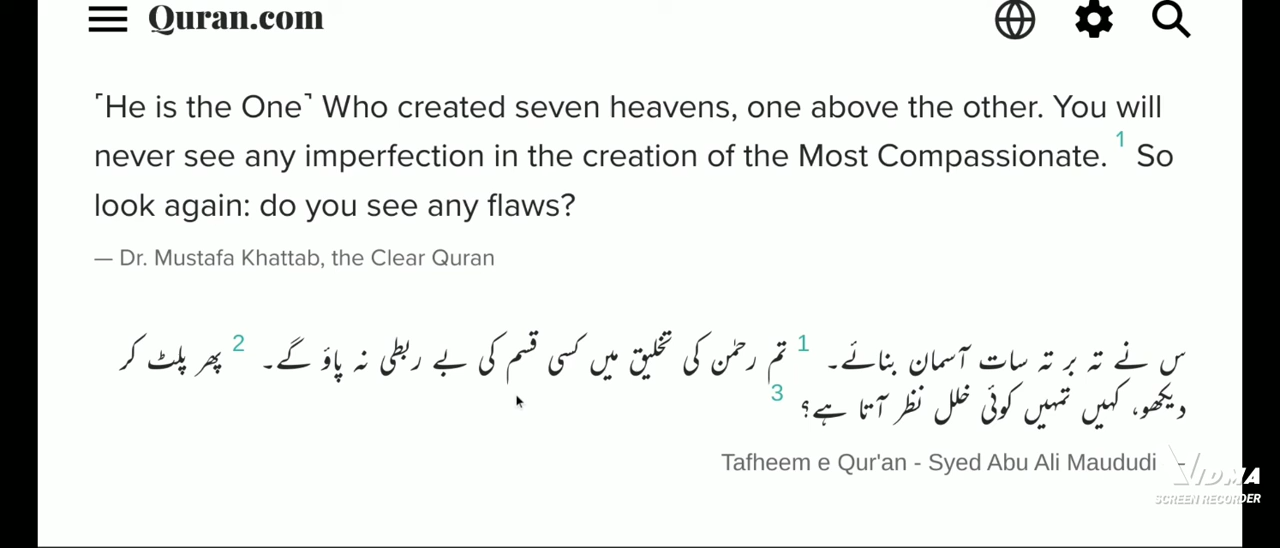 Quran.com
⌜He is the One⌝ Who created seven heavens, one above the other. You will
never see any imperfection in the creation of the Most Compassionate. 1 So
look again: do you see any flaws?
— Dr. Mustafa Khattab, the Clear Quran
س نے تہ بر تہ سات آسمان بنائے۔ 1 تم رحمٰن کی تخلیق میں کسی قسم کی بے ربطی نہ پاؤ گے۔ 2 پھر پلٹ کر
دیکھو، کہیں تمہیں کوئی خلل نظر آتا ہے؟ 3
Tafheem e Qur'an - Syed Abu Ali Maududi -
VIDMA
SCREEN RECORDER